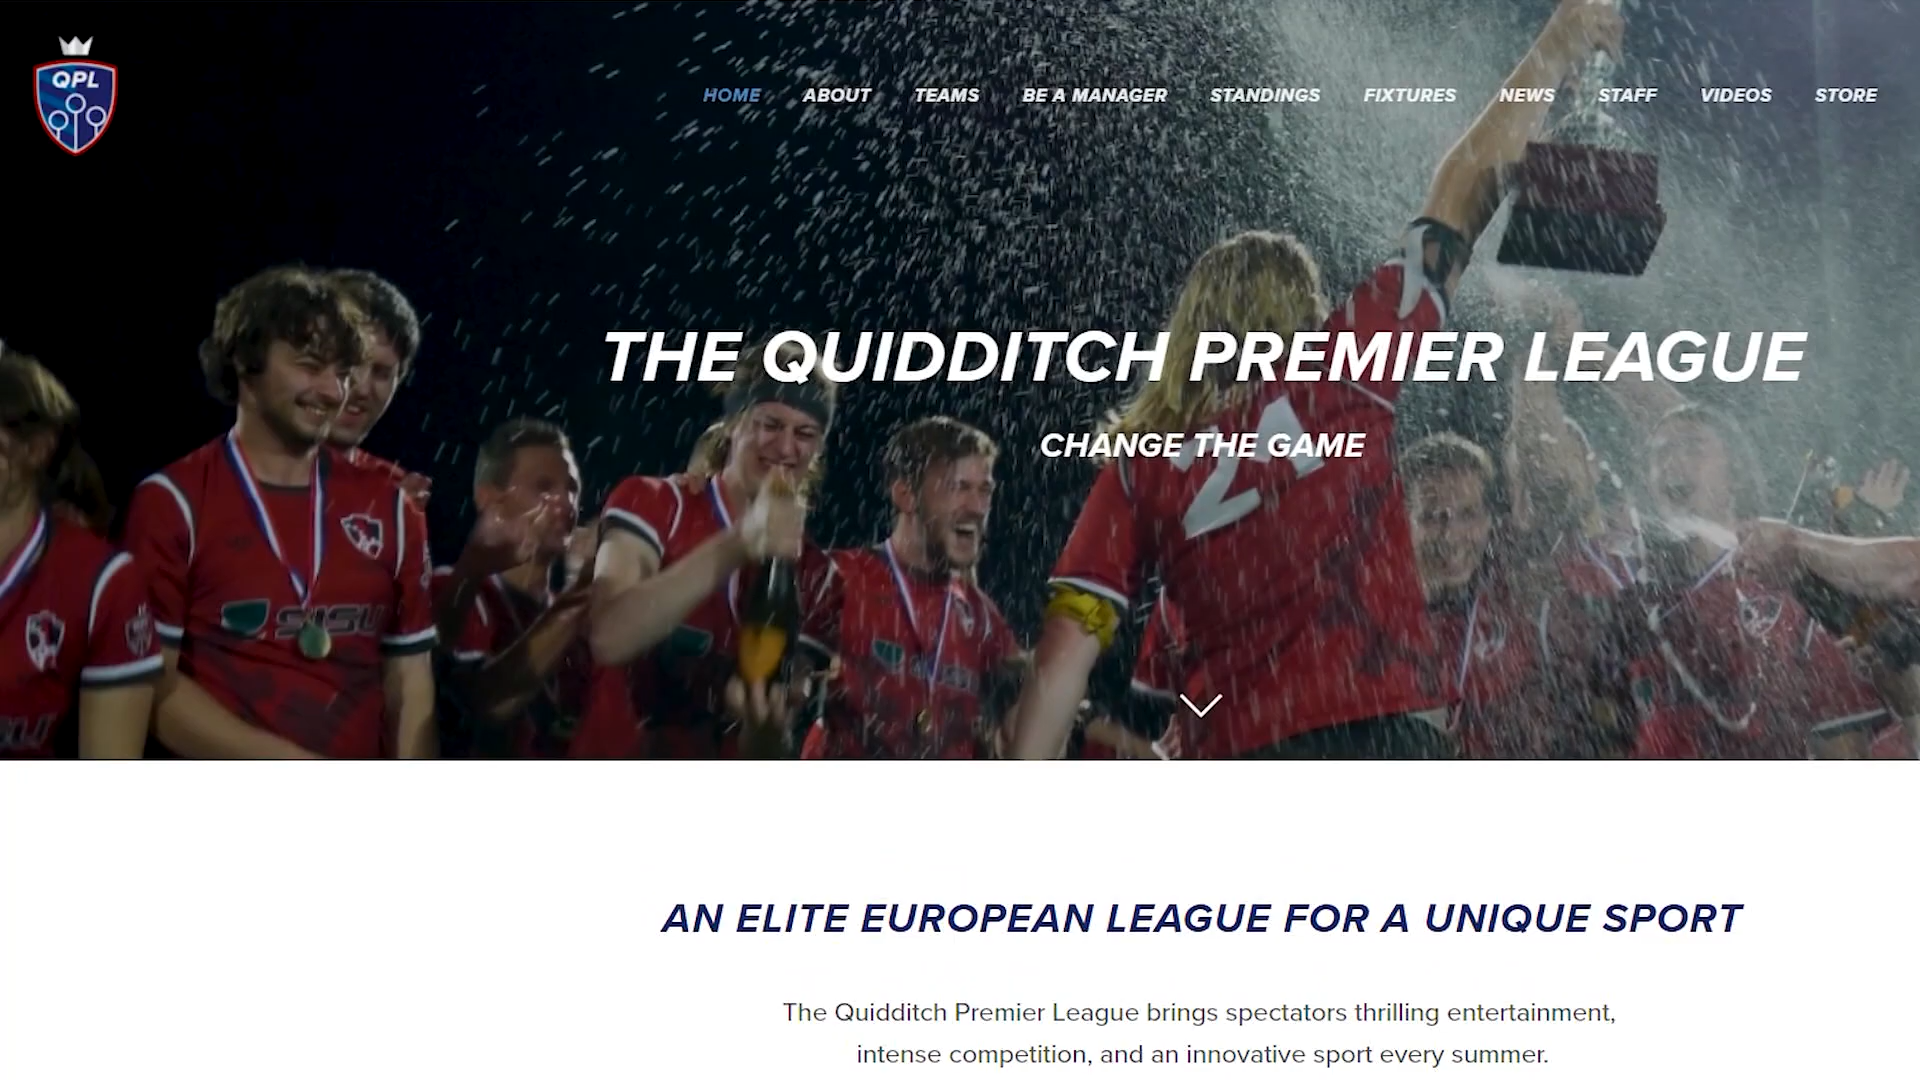 QPL
HOME ABOUT TEAMS BE A MANAGER STANDINGS FIXTURES NEWS STAFF VIDEOS STORE
THE QUIDDITCH PREMIER LEAGUE
CHANGE THE GAME
21
SISU
AN ELITE EUROPEAN LEAGUE FOR A UNIQUE SPORT
The Quidditch Premier League brings spectators thrilling entertainment,
intense competition, and an innovative sport every summer.